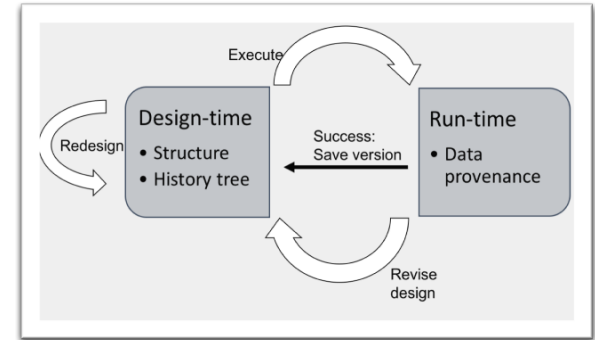 Execute
Design-time
• Structure
• History tree
Redesign
Success:
Save version
Run-time
• Data
provenance
Revise
design